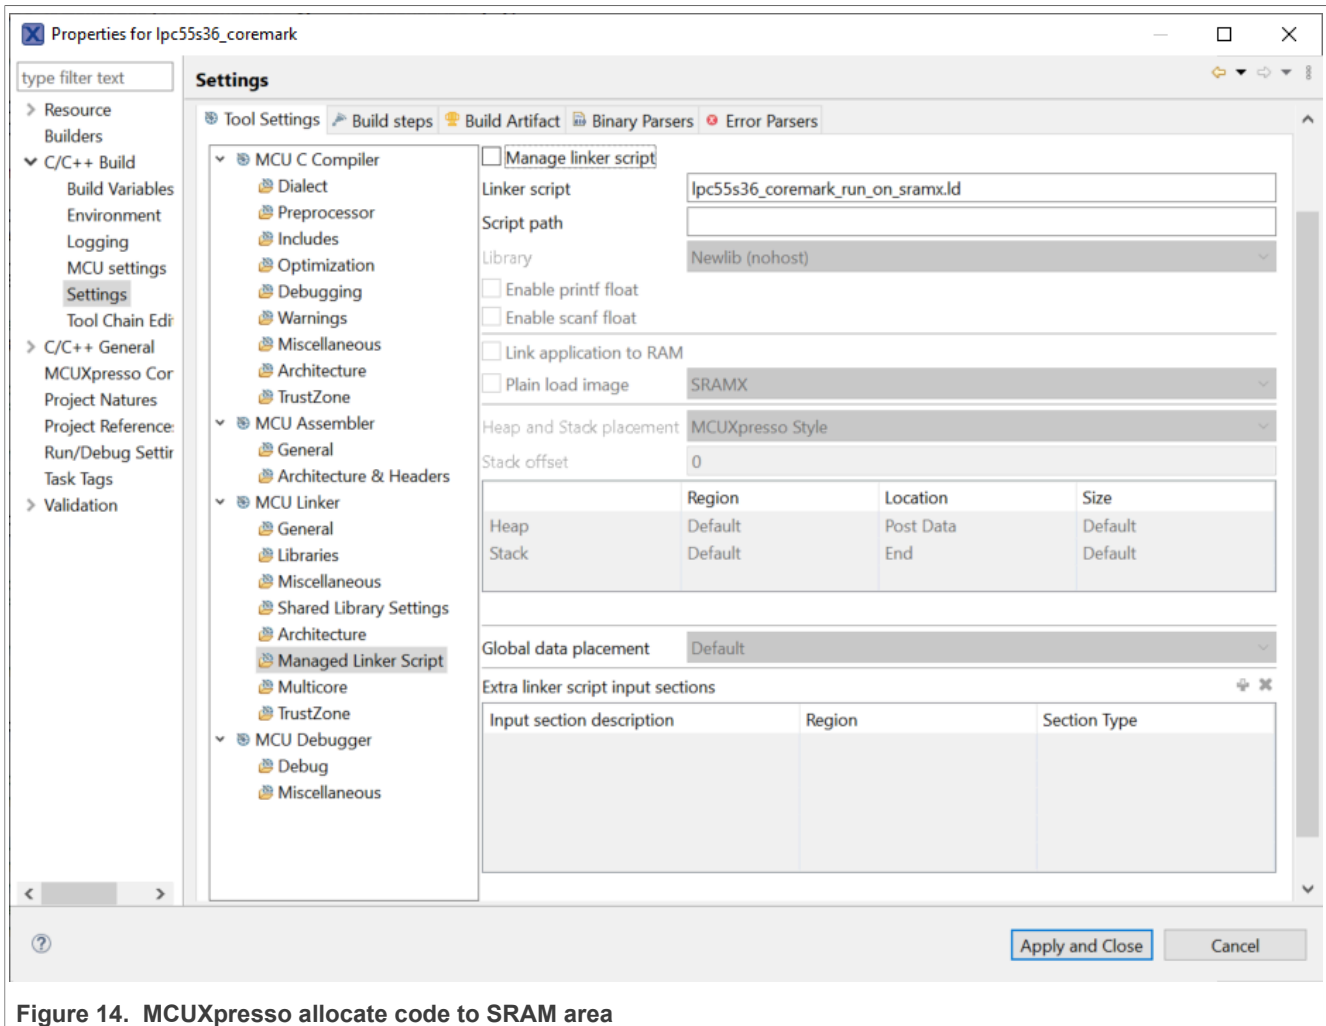 Properties for lpc55s36_coremark
type filter text
Settings
Resource
Builders
C/C++ Build
Build Variables
Environment
Logging
MCU settings
Settings
Tool Chain Edi
C/C++ General
MCUXpresso Cor
Project Natures
Project Reference
Run/Debug Settir
Task Tags
Validation
Tool Settings
Build steps
Build Artifact
Binary Parsers
Error Parsers
MCU C Compiler
Dialect
Preprocessor
Includes
Optimization
Debugging
Warnings
Miscellaneous
Architecture
TrustZone
MCU Assembler
General
Architecture & Headers
MCU Linker
General
Libraries
Miscellaneous
Shared Library Settings
Architecture
Managed Linker Script
Multicore
TrustZone
MCU Debugger
Debug
Miscellaneous
Manage linker script
Linker script lpc55s36_coremark_run_on_sramx.ld
Script path
Library Newlib (nohost)
Enable printf float
Enable scanf float
Link application to RAM
Plain load image SRAMX
Heap and Stack placement MCUXpresso Style
Stack offset 0
Region Location Size
Heap Default Post Data Default
Stack Default End Default
Global data placement Default
Extra linker script input sections
Input section description Region Section Type
Apply and Close
Cancel
Figure 14. MCUXpresso allocate code to SRAM area